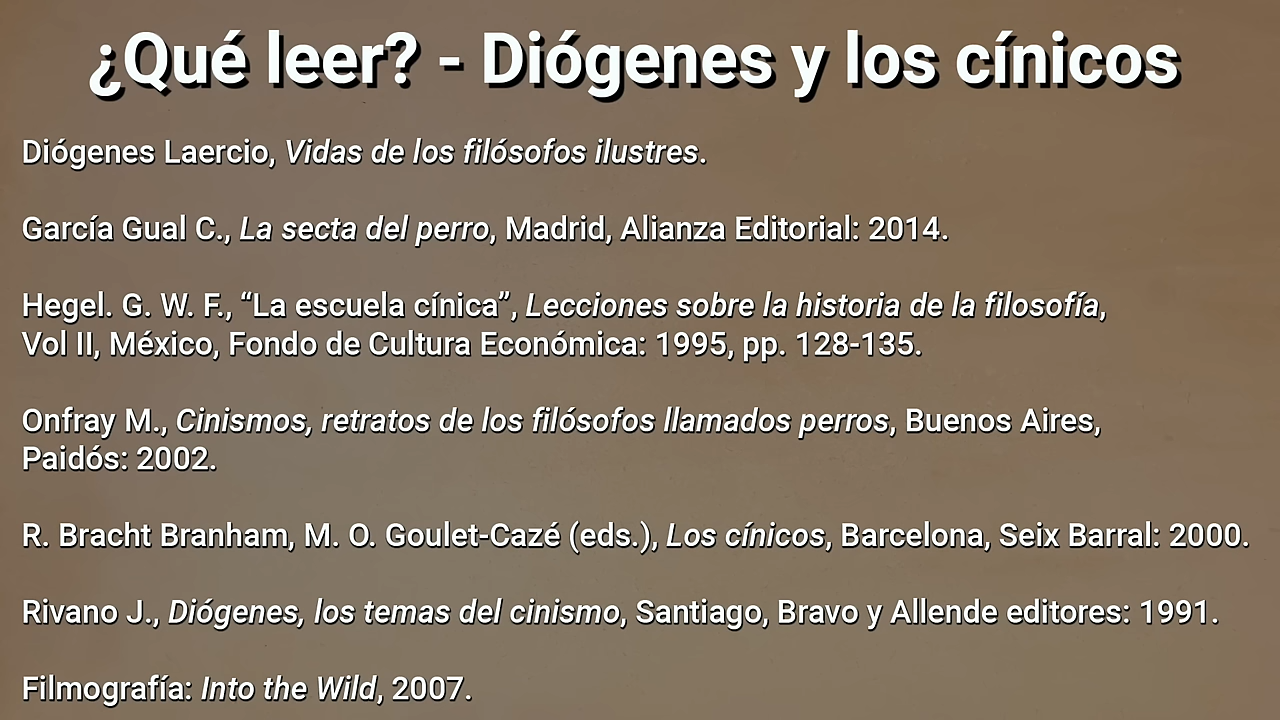 ¿Qué leer? - Diógenes y los cínicos
Diógenes Laercio, Vidas de los filósofos ilustres.
García Gual C., La secta del perro, Madrid, Alianza Editorial: 2014.
Hegel. G. W. F., “La escuela cínica”, Lecciones sobre la historia de la filosofía,
Vol II, México, Fondo de Cultura Económica: 1995, pp. 128-135.
Onfray M., Cinismos, retratos de los filósofos llamados perros, Buenos Aires,
Paidós: 2002.
R. Bracht Branham, M. O. Goulet-Cazé (eds.), Los cínicos, Barcelona, Seix Barral: 2000.
Rivano J., Diógenes, los temas del cinismo, Santiago, Bravo y Allende editores: 1991.
Filmografía: Into the Wild, 2007.